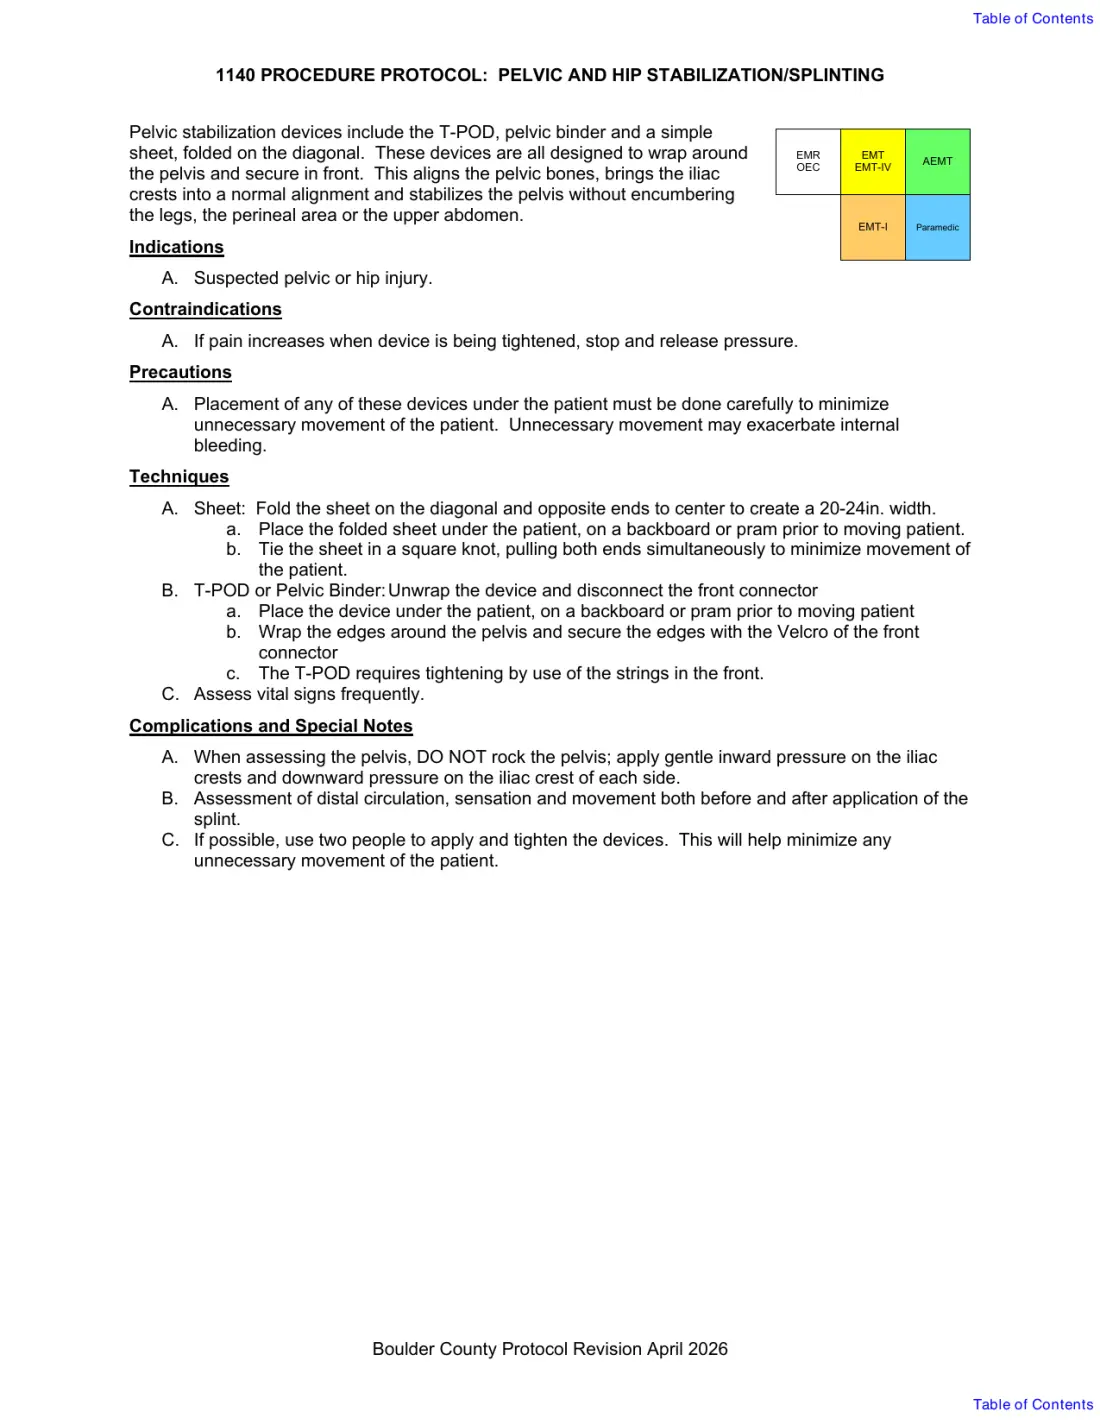 Table of Contents
1140 PROCEDURE PROTOCOL:  PELVIC AND HIP STABILIZATION/SPLINTING
Pelvic stabilization devices include the T-POD, pelvic binder and a simple
sheet, folded on the diagonal.  These devices are all designed to wrap around
the pelvis and secure in front.  This aligns the pelvic bones, brings the iliac
crests into a normal alignment and stabilizes the pelvis without encumbering
the legs, the perineal area or the upper abdomen.
EMR
OEC
EMT
EMT-IV
AEMT
EMT-I
Paramedic
Indications
A. Suspected pelvic or hip injury.
Contraindications
A. If pain increases when device is being tightened, stop and release pressure.
Precautions
A. Placement of any of these devices under the patient must be done carefully to minimize
unnecessary movement of the patient.  Unnecessary movement may exacerbate internal
bleeding.
Techniques
A. Sheet:  Fold the sheet on the diagonal and opposite ends to center to create a 20-24in. width.
a. Place the folded sheet under the patient, on a backboard or pram prior to moving patient.
b. Tie the sheet in a square knot, pulling both ends simultaneously to minimize movement of
the patient.
B. T-POD or Pelvic Binder: Unwrap the device and disconnect the front connector
a. Place the device under the patient, on a backboard or pram prior to moving patient
b. Wrap the edges around the pelvis and secure the edges with the Velcro of the front
connector
c. The T-POD requires tightening by use of the strings in the front.
C. Assess vital signs frequently.
Complications and Special Notes
A. When assessing the pelvis, DO NOT rock the pelvis; apply gentle inward pressure on the iliac
crests and downward pressure on the iliac crest of each side.
B. Assessment of distal circulation, sensation and movement both before and after application of the
splint.
C. If possible, use two people to apply and tighten the devices.  This will help minimize any
unnecessary movement of the patient.
Boulder County Protocol Revision April 2026
Table of Contents